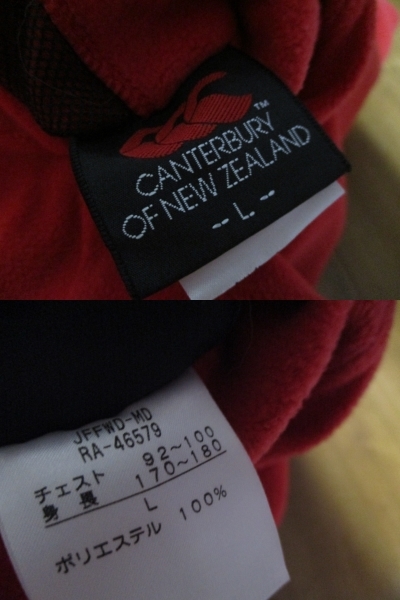 CANTERBURY™
OF NEW ZEALAND
-- L --
JFFWD-MD
RA-46579
チェスト 92~100
身長 170~180
L
ポリエステル 100%